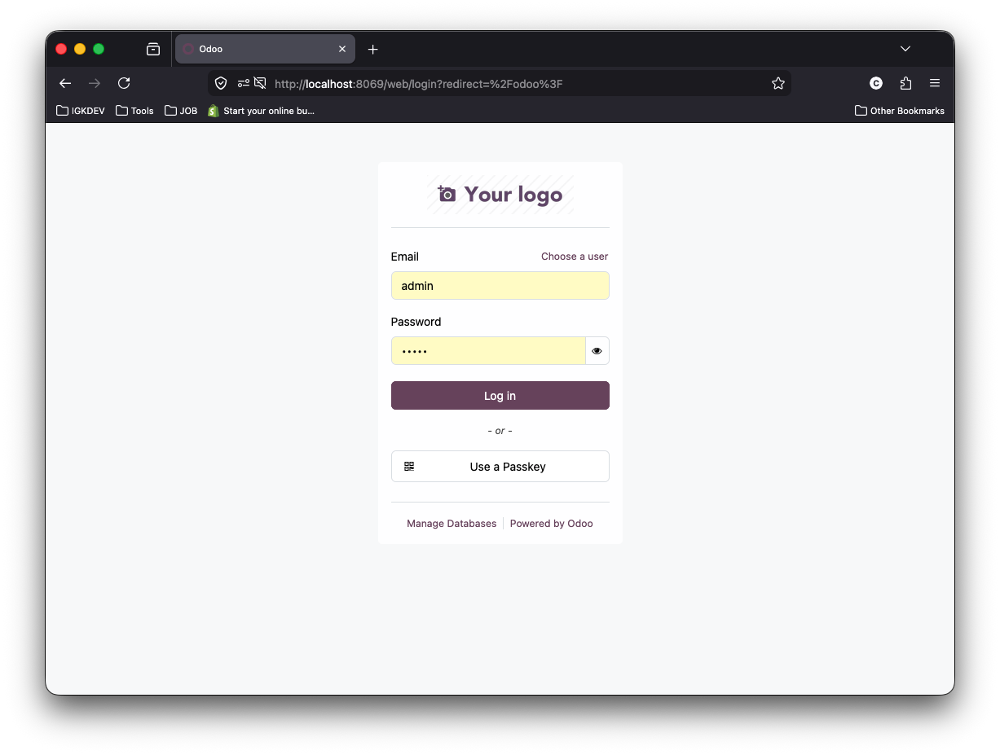 Odoo
http://localhost:8069/web/login?redirect=%2Fodoo%3F
C
IGKDEV Tools JOB Start your online bu... Other Bookmarks
Your logo
Email Choose a user
admin
Password
•••••
Log in
- or -
Use a Passkey
Manage Databases Powered by Odoo